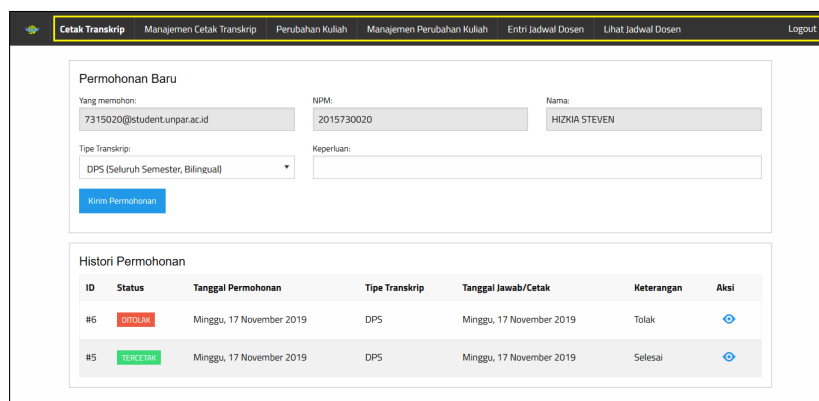 Cetak Transkrip Manajemen Cetak Transkrip Perubahan Kuliah Manajemen Perubahan Kuliah Entri Jadwal Dosen Lihat Jadwal Dosen Logout
Permohonan Baru
Yang memohon: NPM: Nama:
7315020@student.unpar.ac.id 2015730020 HIZKIA STEVEN
Tipe Transkrip: Keperluan:
DPS (Seluruh Semester, Bilingual)
Kirim Permohonan
Histori Permohonan
ID Status Tanggal Permohonan Tipe Transkrip Tanggal Jawab/Cetak Keterangan Aksi
#6 DITOLAK Minggu, 17 November 2019 DPS Minggu, 17 November 2019 Tolak
#5 TERCETAK Minggu, 17 November 2019 DPS Minggu, 17 November 2019 Selesai